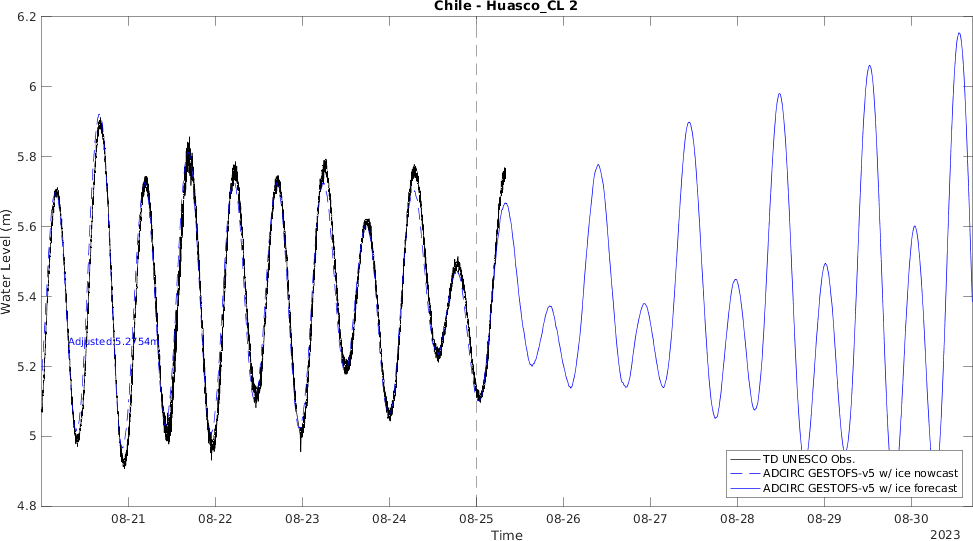 Chile - Huasco_CL 2
Water Level (m)
6.2
6
5.8
5.6
5.4
5.2
5
4.8
Adjusted:5.2754m
TD UNESCO Obs.
ADCIRC GESTOFS-v5 w/ ice nowcast
ADCIRC GESTOFS-v5 w/ ice forecast
08-21
08-22
08-23
08-24
08-25
08-26
08-27
08-28
08-29
08-30
Time
2023